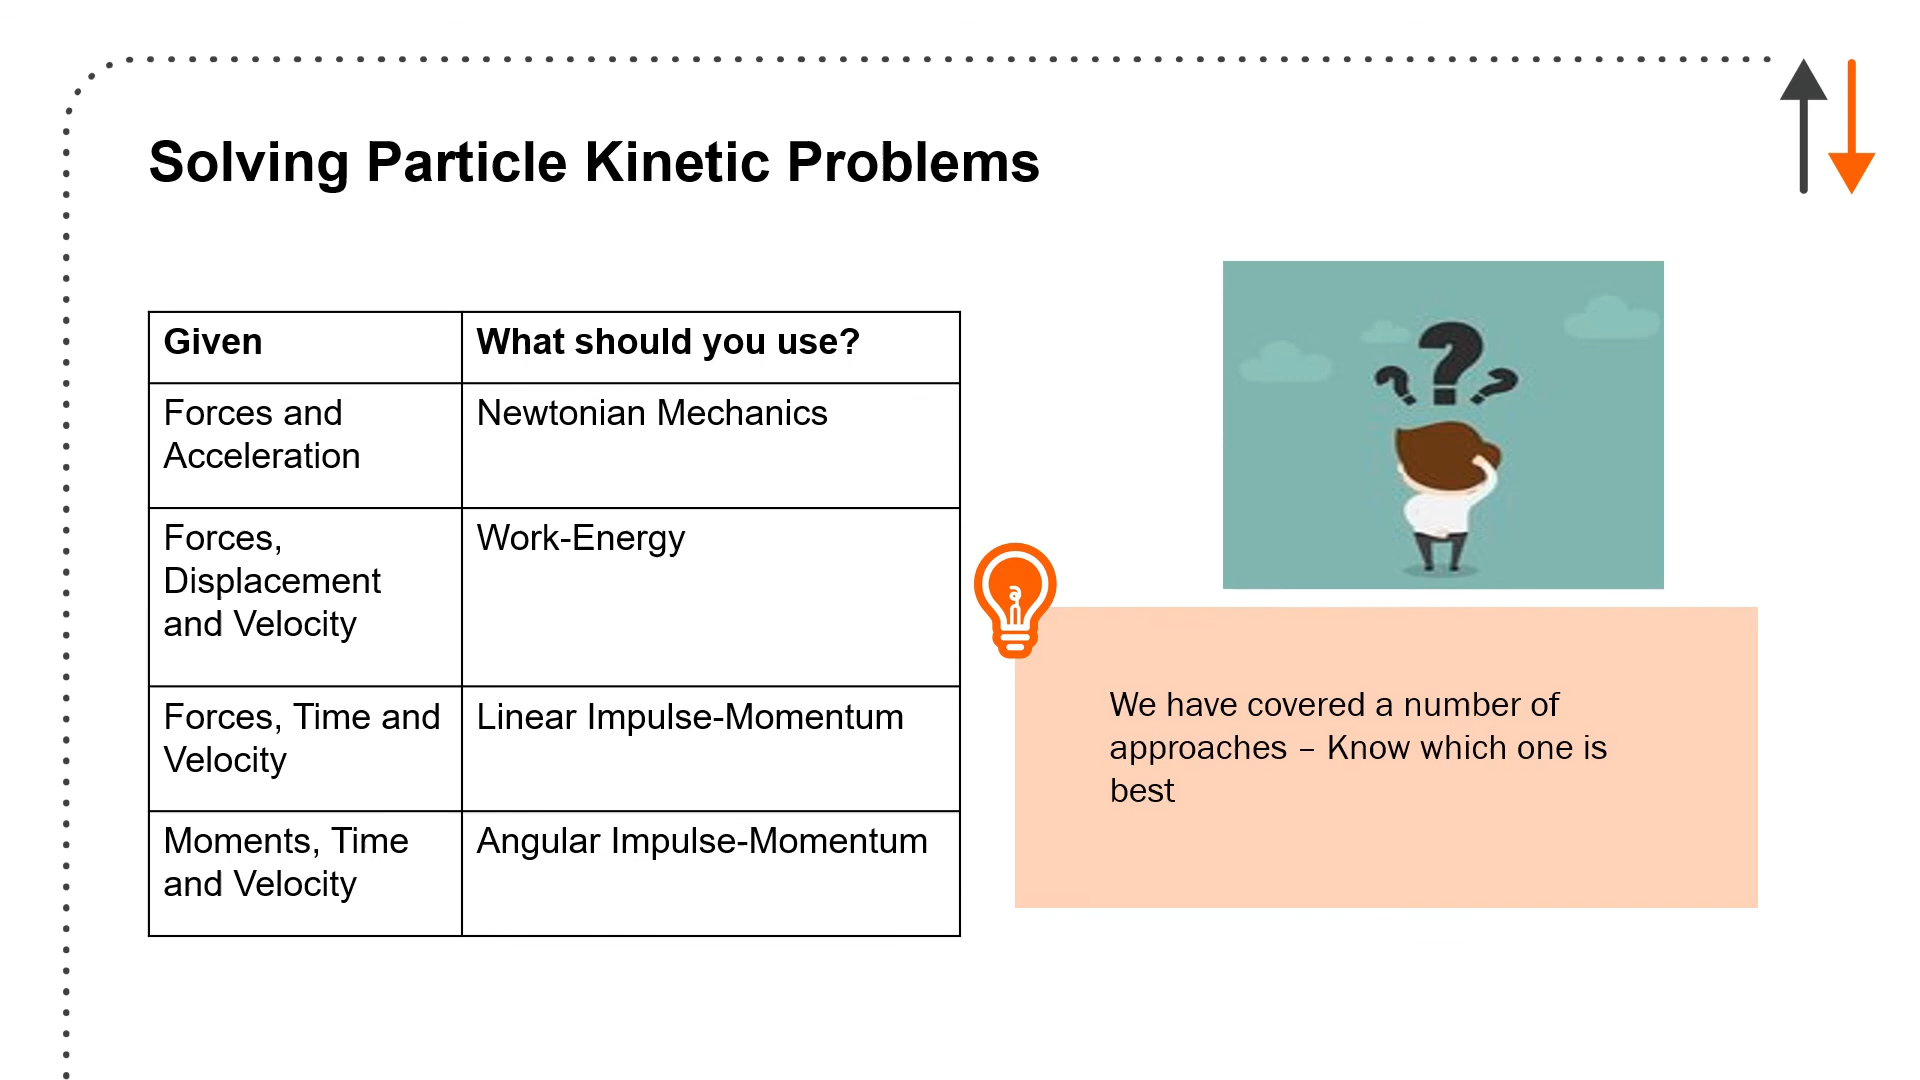 Solving Particle Kinetic Problems
Given
What should you use?
Forces and
Acceleration
Newtonian Mechanics
Forces,
Displacement
and Velocity
Work-Energy
Forces, Time and
Velocity
Linear Impulse-Momentum
Moments, Time
and Velocity
Angular Impulse-Momentum
? ? ?
We have covered a number of
approaches – Know which one is
best